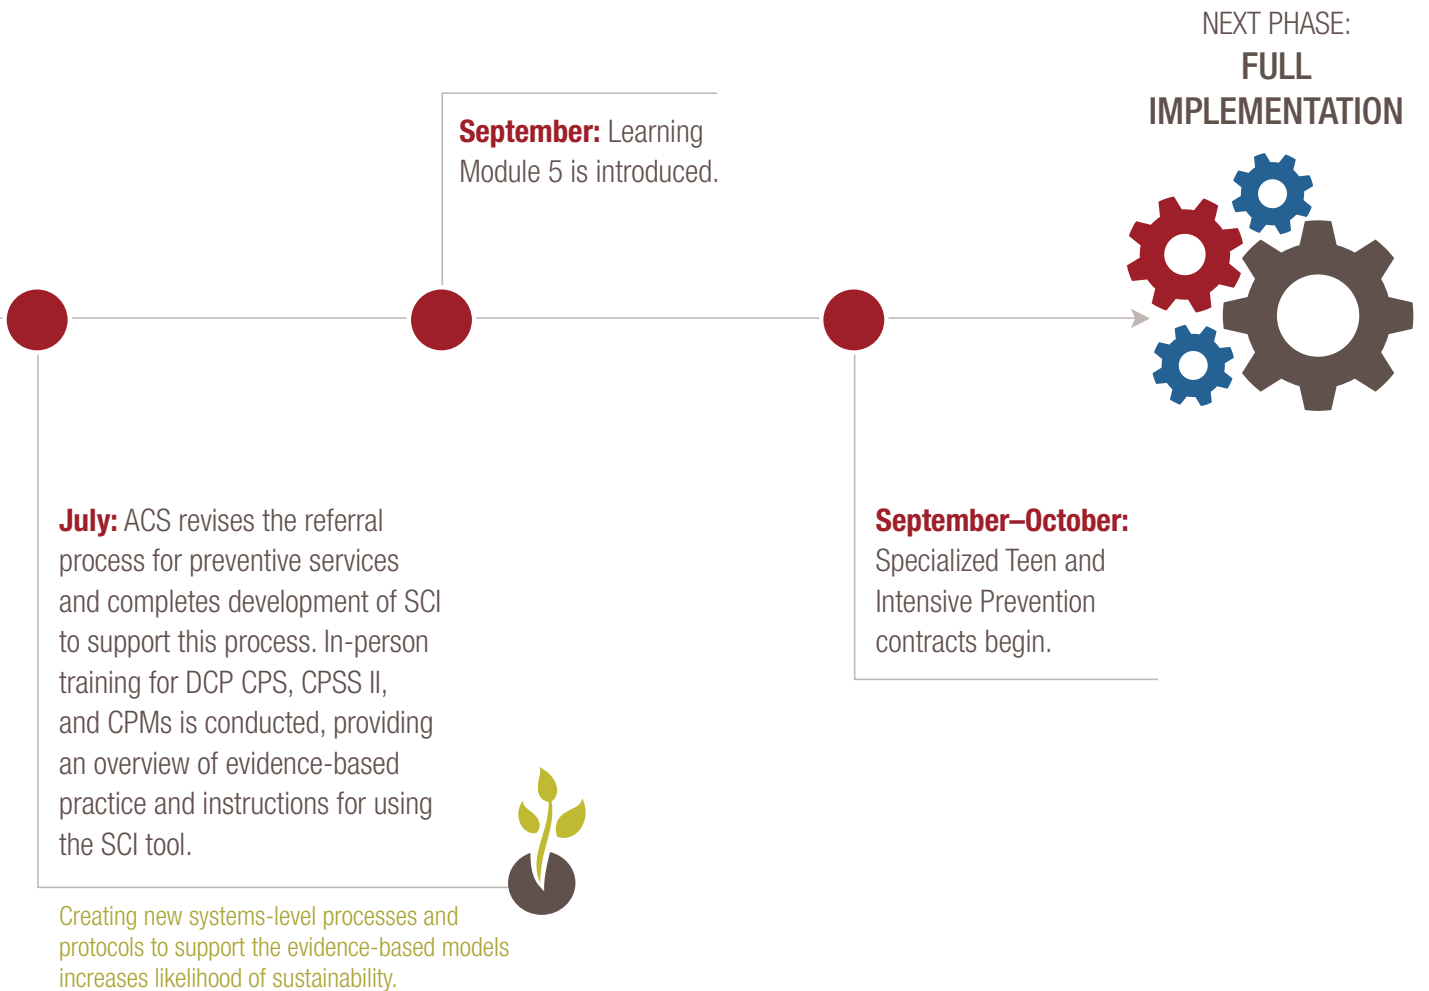 NEXT PHASE:
FULL
IMPLEMENTATION
September: Learning
Module 5 is introduced.
July: ACS revises the referral
process for preventive services
and completes development of SCI
to support this process. In-person
training for DCP CPS, CPSS II,
and CPMs is conducted, providing
an overview of evidence-based
practice and instructions for using
the SCI tool.
Creating new systems-level processes and
protocols to support the evidence-based models
increases likelihood of sustainability.
September–October:
Specialized Teen and
Intensive Prevention
contracts begin.